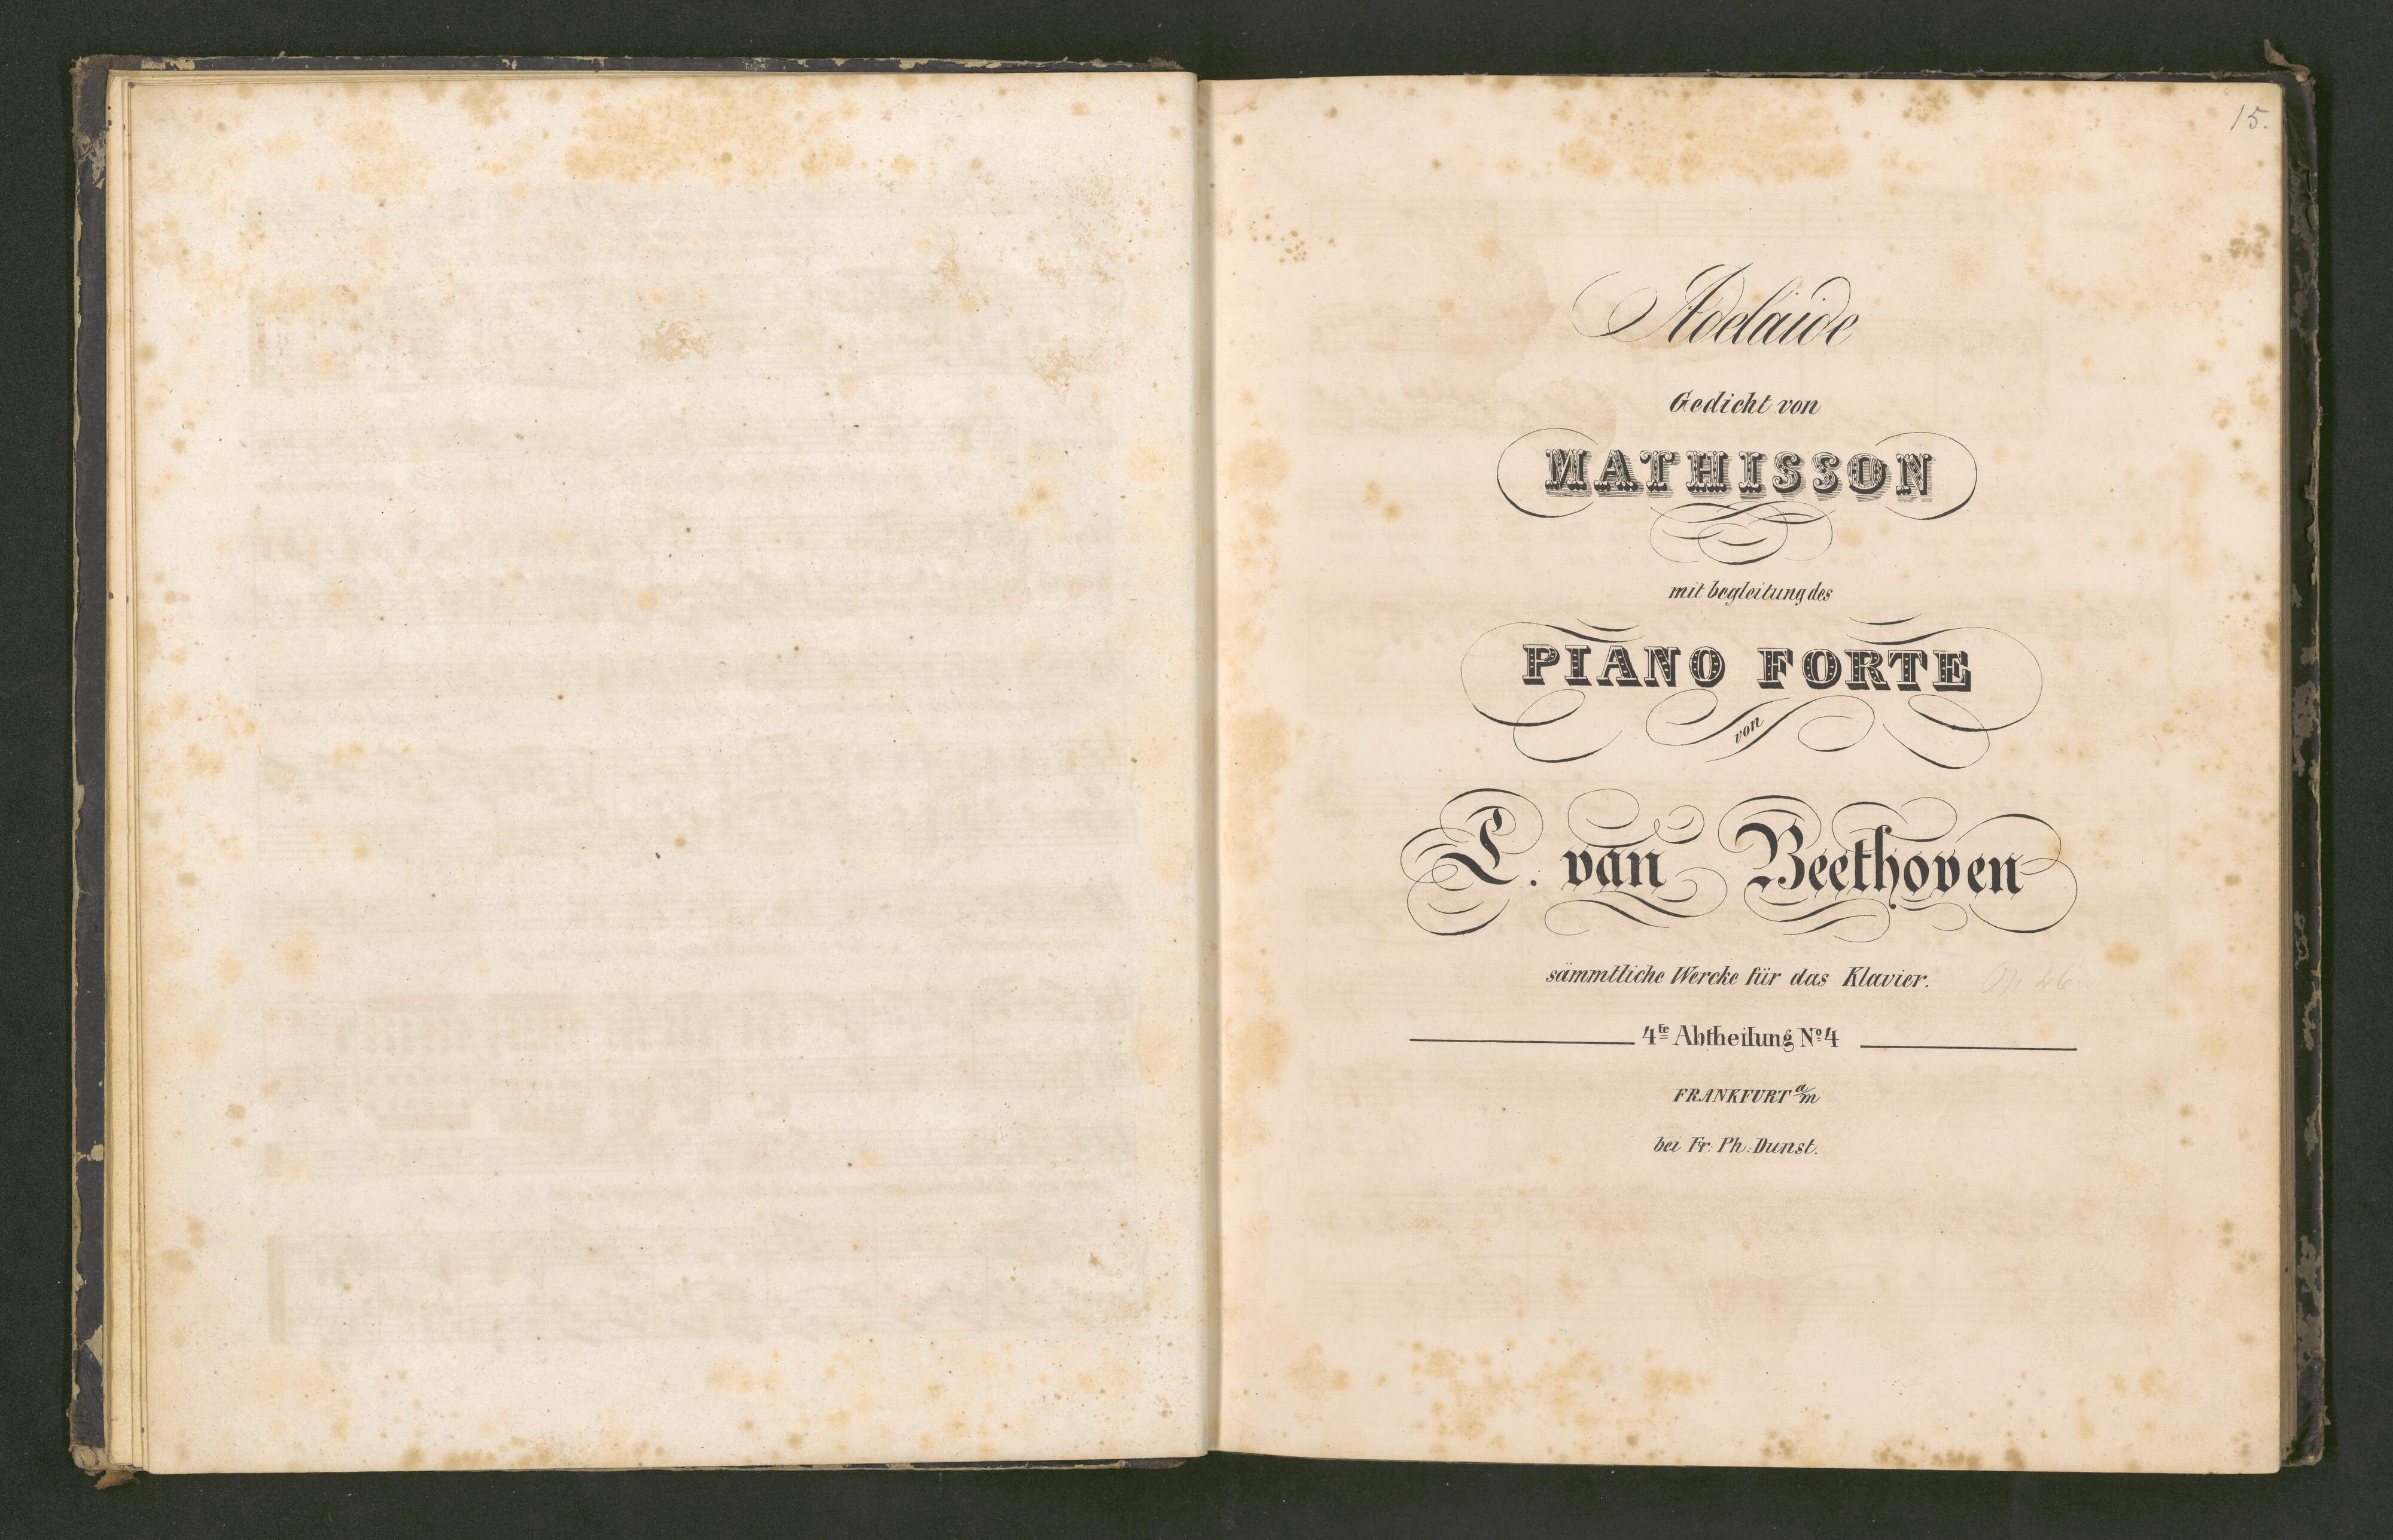 15.
Adelaide
Gedicht von
MATHISSON
mit begleitung des
PIANO FORTE
von
L. van Beethoven
sämmtliche Wercke für das Klavier. Op 46
4te Abtheilung No 4
FRANKFURT a/m
bei Fr: Ph: Dunst.